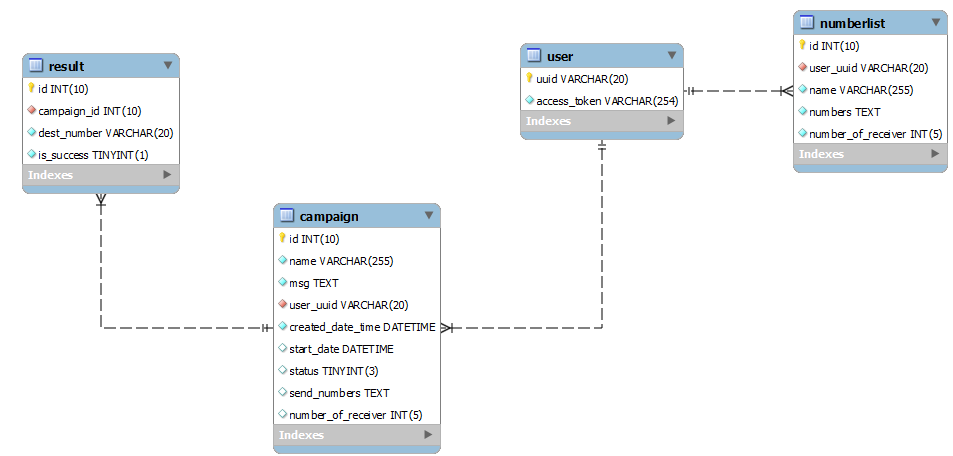 result
id INT(10)
campaign_id INT(10)
dest_number VARCHAR(20)
is_success TINYINT(1)
Indexes
campaign
id INT(10)
name VARCHAR(255)
msg TEXT
user_uuid VARCHAR(20)
created_date_time DATETIME
start_date DATETIME
status TINYINT(3)
send_numbers TEXT
number_of_receiver INT(5)
Indexes
user
uuid VARCHAR(20)
access_token VARCHAR(254)
Indexes
numberlist
id INT(10)
user_uuid VARCHAR(20)
name VARCHAR(255)
numbers TEXT
number_of_receiver INT(5)
Indexes